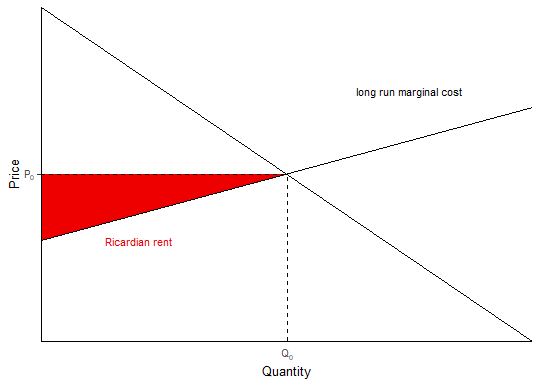 long run marginal cost
Price
P₀
Ricardian rent
Q₀
Quantity